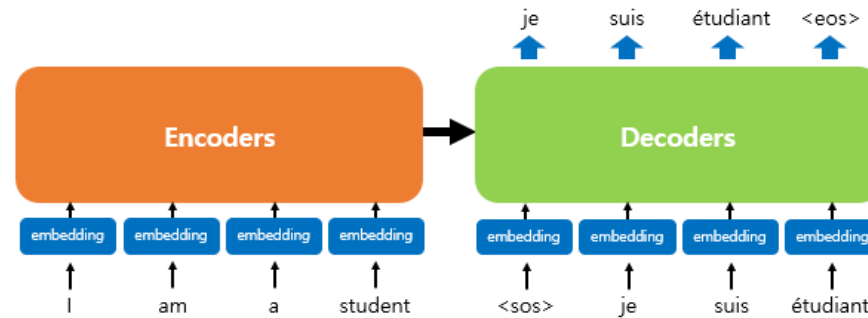 je suis étudiant <eos>
Encoders Decoders
embedding embedding embedding embedding embedding embedding embedding embedding
I am a student <sos> je suis étudiant